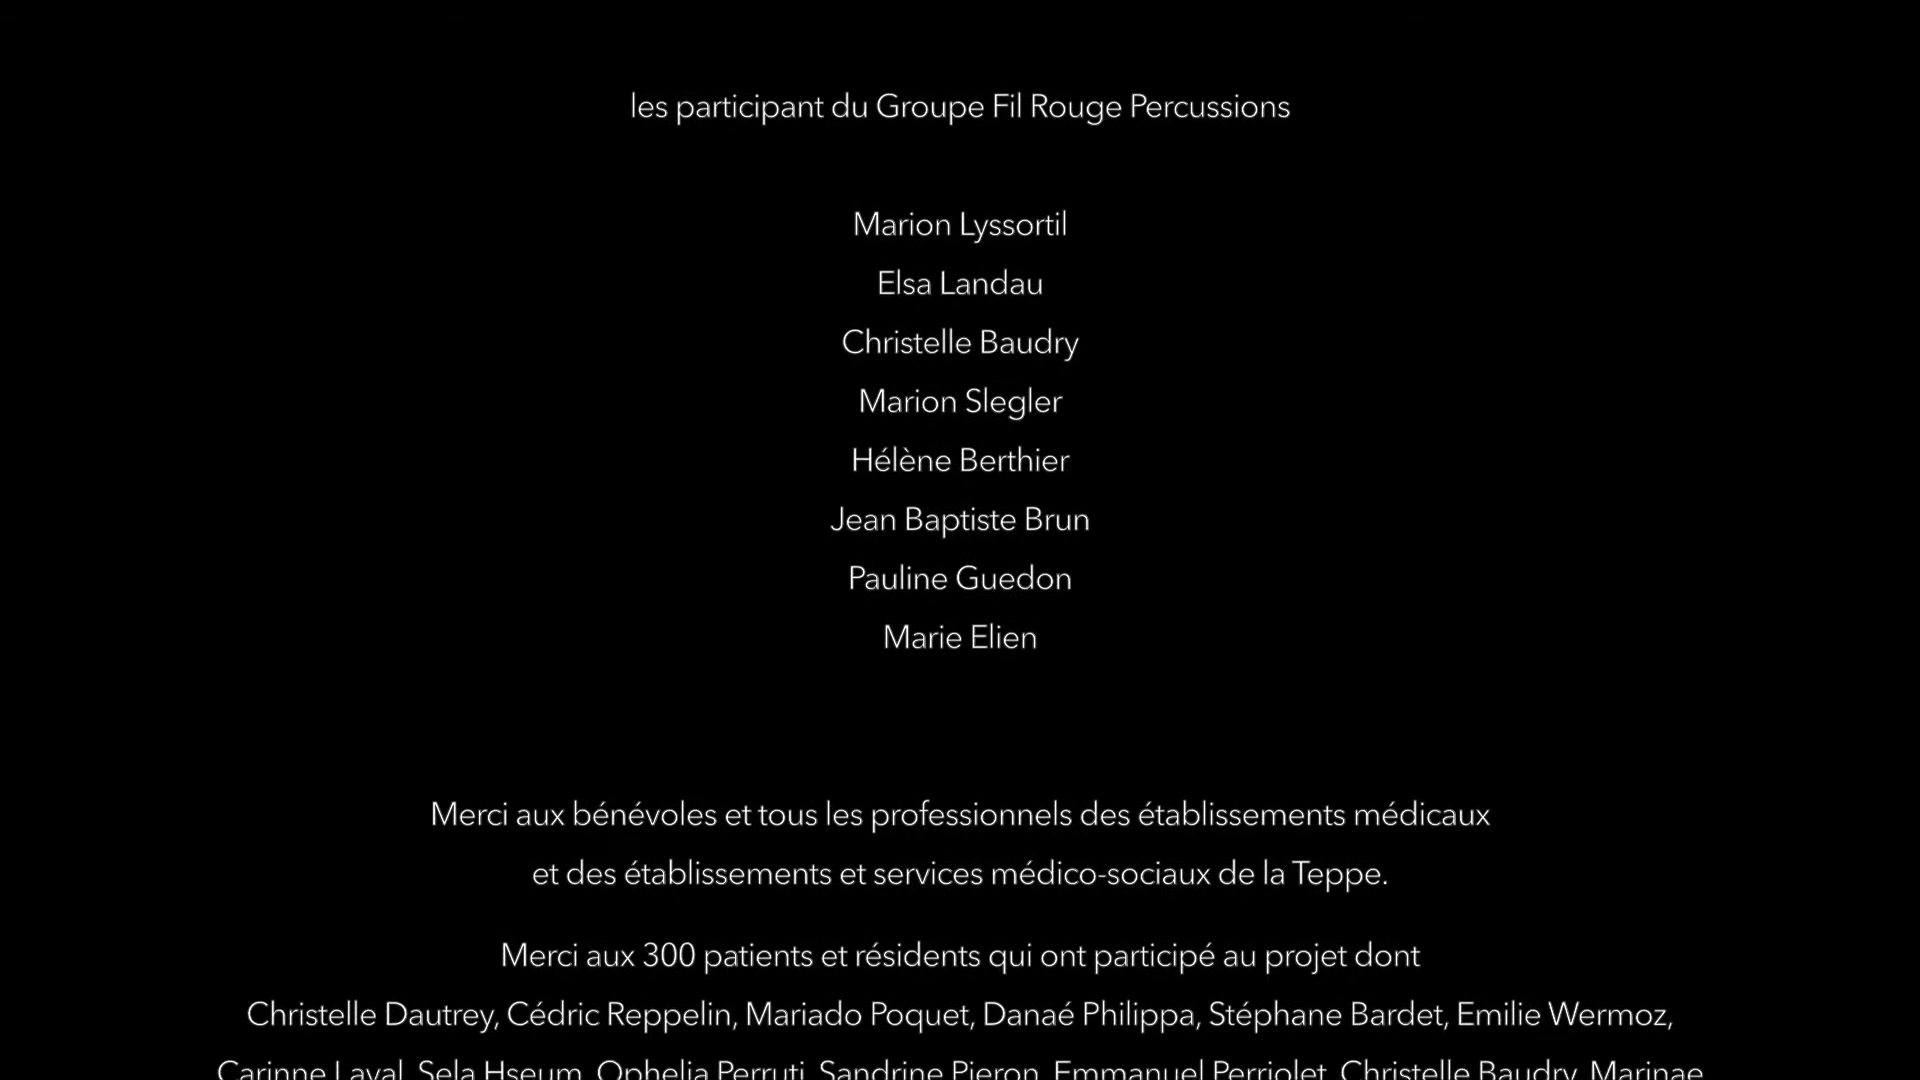 les participant du Groupe Fil Rouge Percussions
Marion Lyssortil
Elsa Landau
Christelle Baudry
Marion Slegler
Hélène Berthier
Jean Baptiste Brun
Pauline Guedon
Marie Elien
Merci aux bénévoles et tous les professionnels des établissements médicaux
et des établissements et services médico-sociaux de la Teppe.
Merci aux 300 patients et résidents qui ont participé au projet dont
Christelle Dautrey, Cédric Reppelin, Mariado Poquet, Danaé Philippa, Stéphane Bardet, Emilie Wermoz,
Carinne Laval, Sela Hseum, Ophelia Perruti, Sandrine Pieron, Emmanuel Perriolet, Christelle Baudry, Marinae